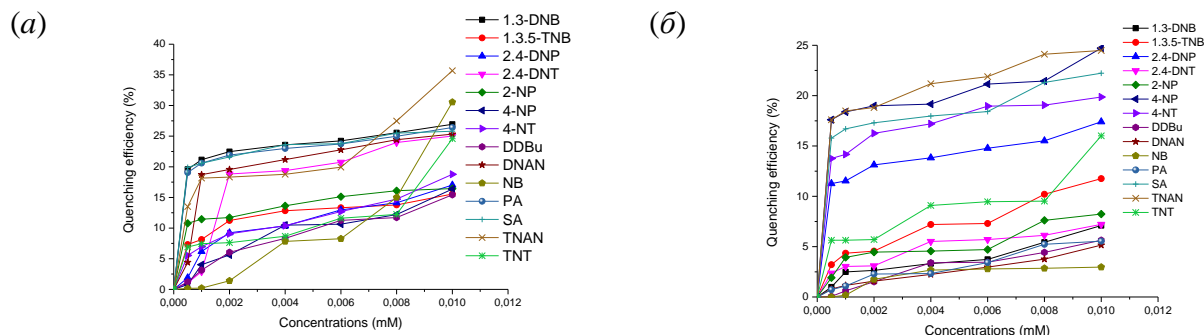 (а)
40
35
30
25
20
15
10
5
0
Quenching efficiency (%)
0,000 0,002 0,004 0,006 0,008 0,010 0,012
Concentrations (mM)
1.3-DNB
1.3.5-TNB
2.4-DNP
2.4-DNT
2-NP
4-NP
4-NT
DDBu
DNAN
NB
PA
SA
TNAN
TNT
(б)
25
20
15
10
5
0
Quenching efficiency (%)
0,000 0,002 0,004 0,006 0,008 0,010 0,012
Concentrations (mM)
1.3-DNB
1.3.5-TNB
2.4-DNP
2.4-DNT
2-NP
4-NP
4-NT
DDBu
DNAN
NB
PA
SA
TNAN
TNT